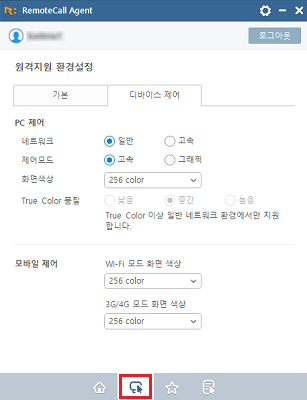 RemoteCall Agent
로그아웃
원격지원 환경설정
기본 디바이스 제어
PC 제어
네트워크 일반 고속
제어모드 고속 그래픽
화면색상 256 color
True Color 품질 낮음 중간 높음
True Color 이상 일반 네트워크 환경에서만 지원
합니다.
모바일 제어 Wi-Fi 모드 화면 색상
256 color
3G/4G 모드 화면 색상
256 color